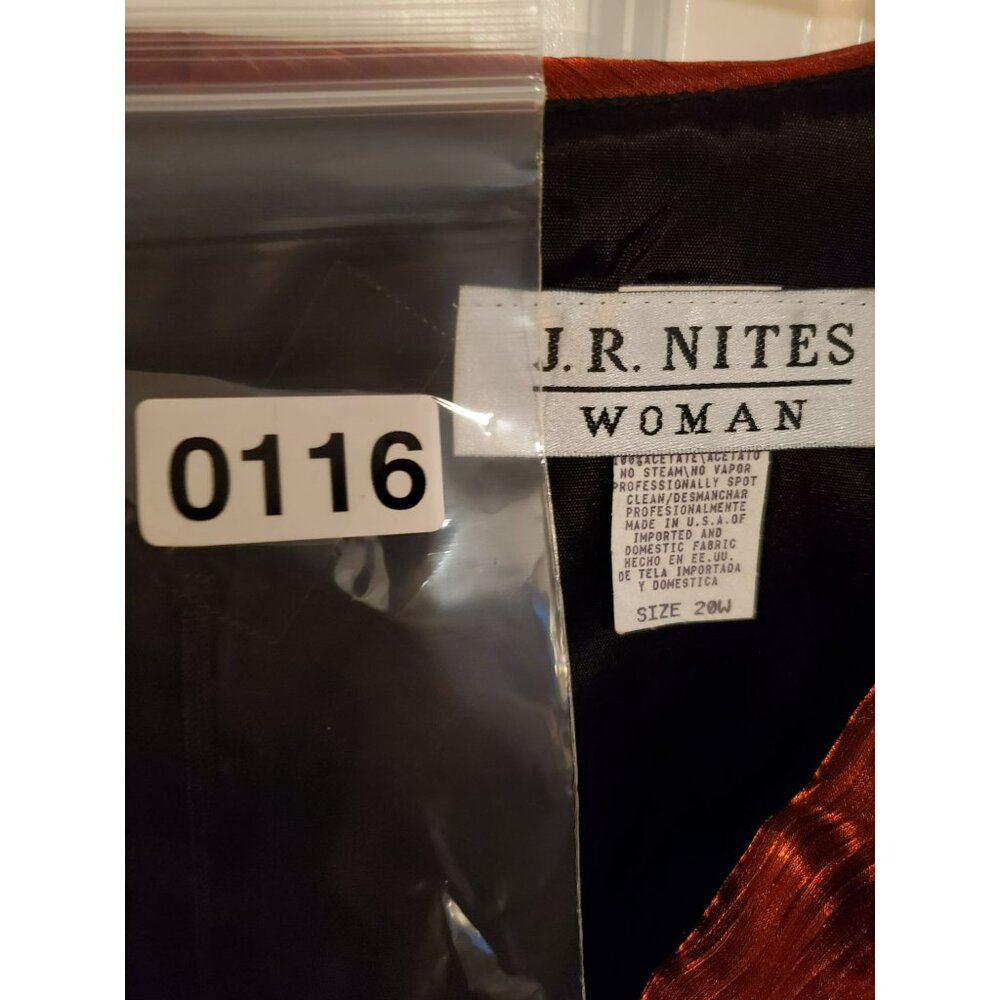 0116
J.R. NITES
WOMAN
100%ACETATE\ACETATO
NO STEAM\NO VAPOR
PROFESSIONALLY SPOT
CLEAN/DESMANCHAR
PROFESIONALMENTE
MADE IN U.S.A.OF
IMPORTED AND
DOMESTIC FABRIC
HECHO EN EE.UU.
DE TELA IMPORTADA
Y DOMESTICA
SIZE 20W